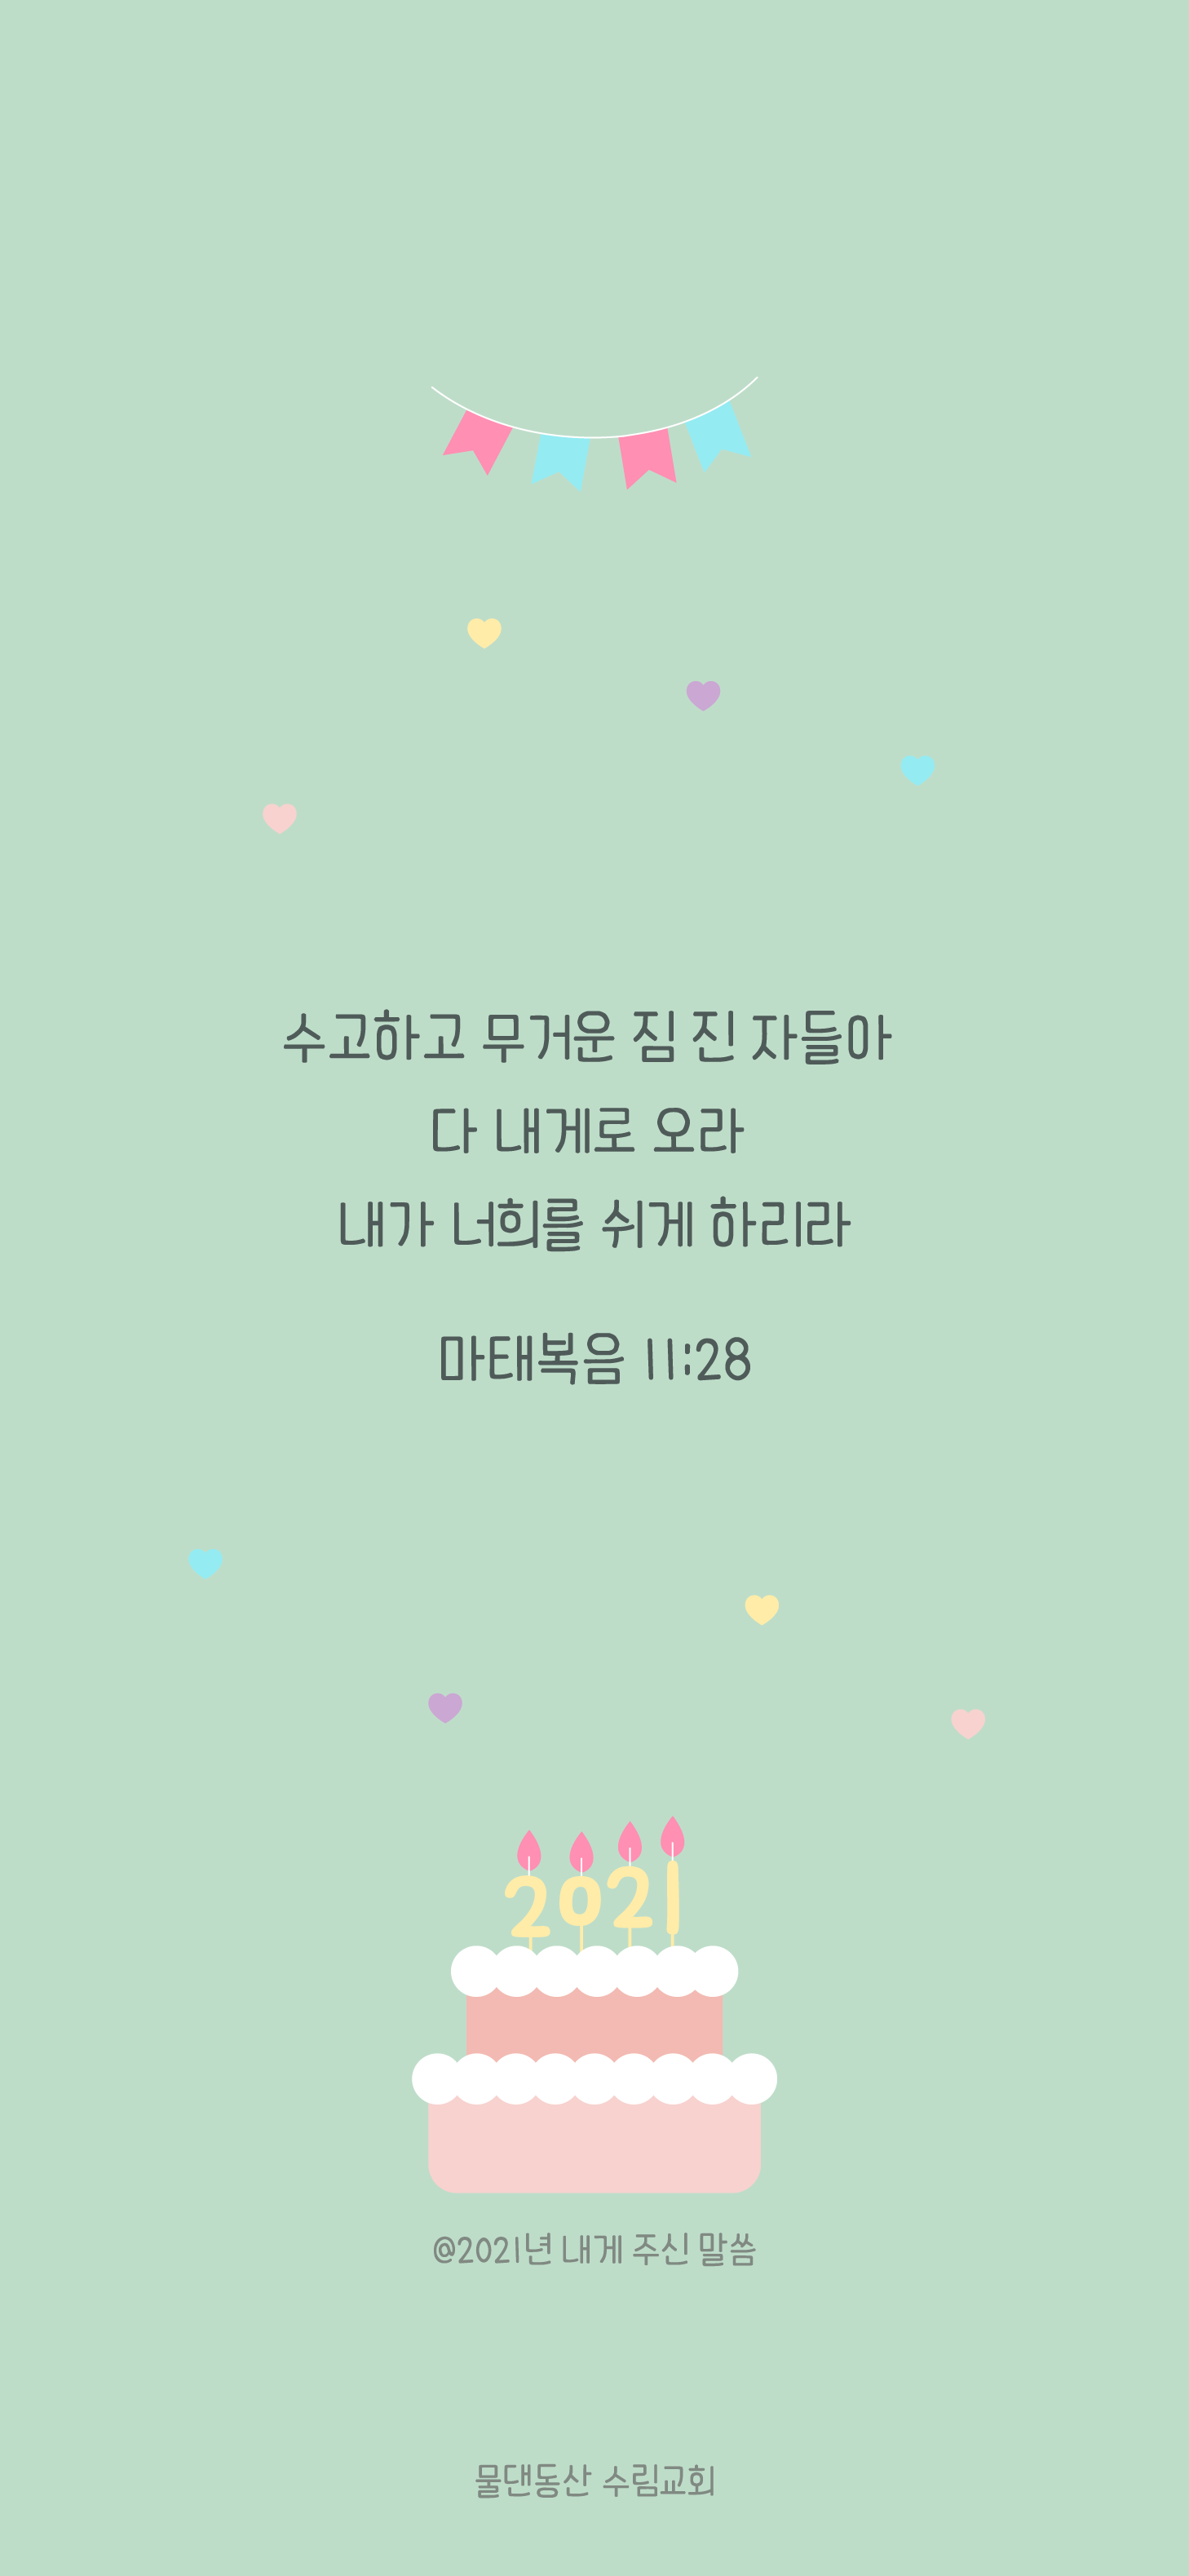 수고하고 무거운 짐 진 자들아
다 내게로 오라
내가 너희를 쉬게 하리라
마태복음 11:28
2021
@2021년 내게 주신 말씀
물댄동산 수림교회